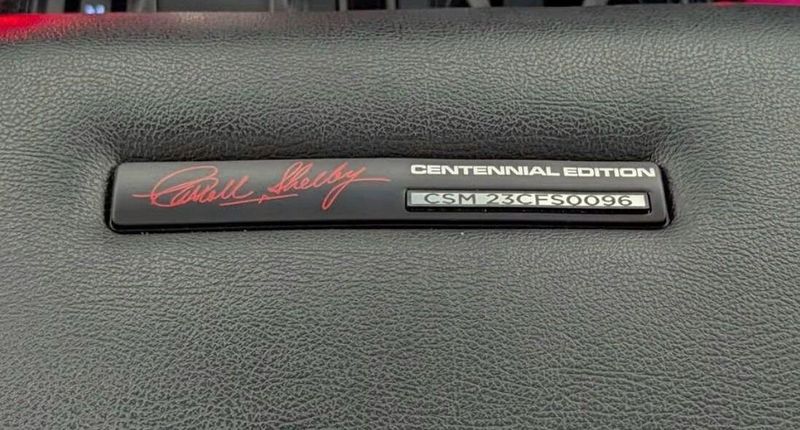 Carroll Shelby
CENTENNIAL EDITION
CSM 23CFS0096